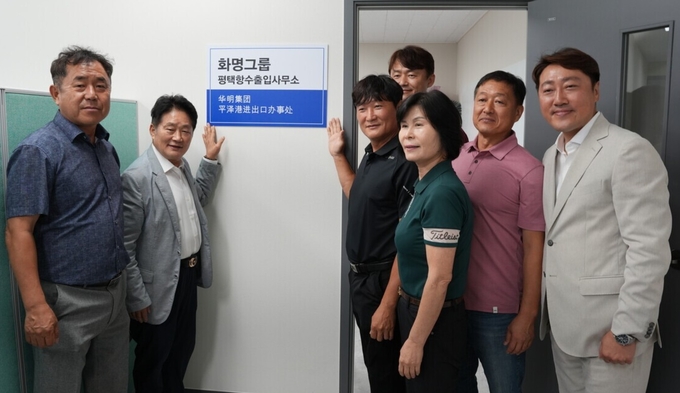 화명그룹
평택항수출입사무소
华明集团
平泽港进出口办事处
Titleist